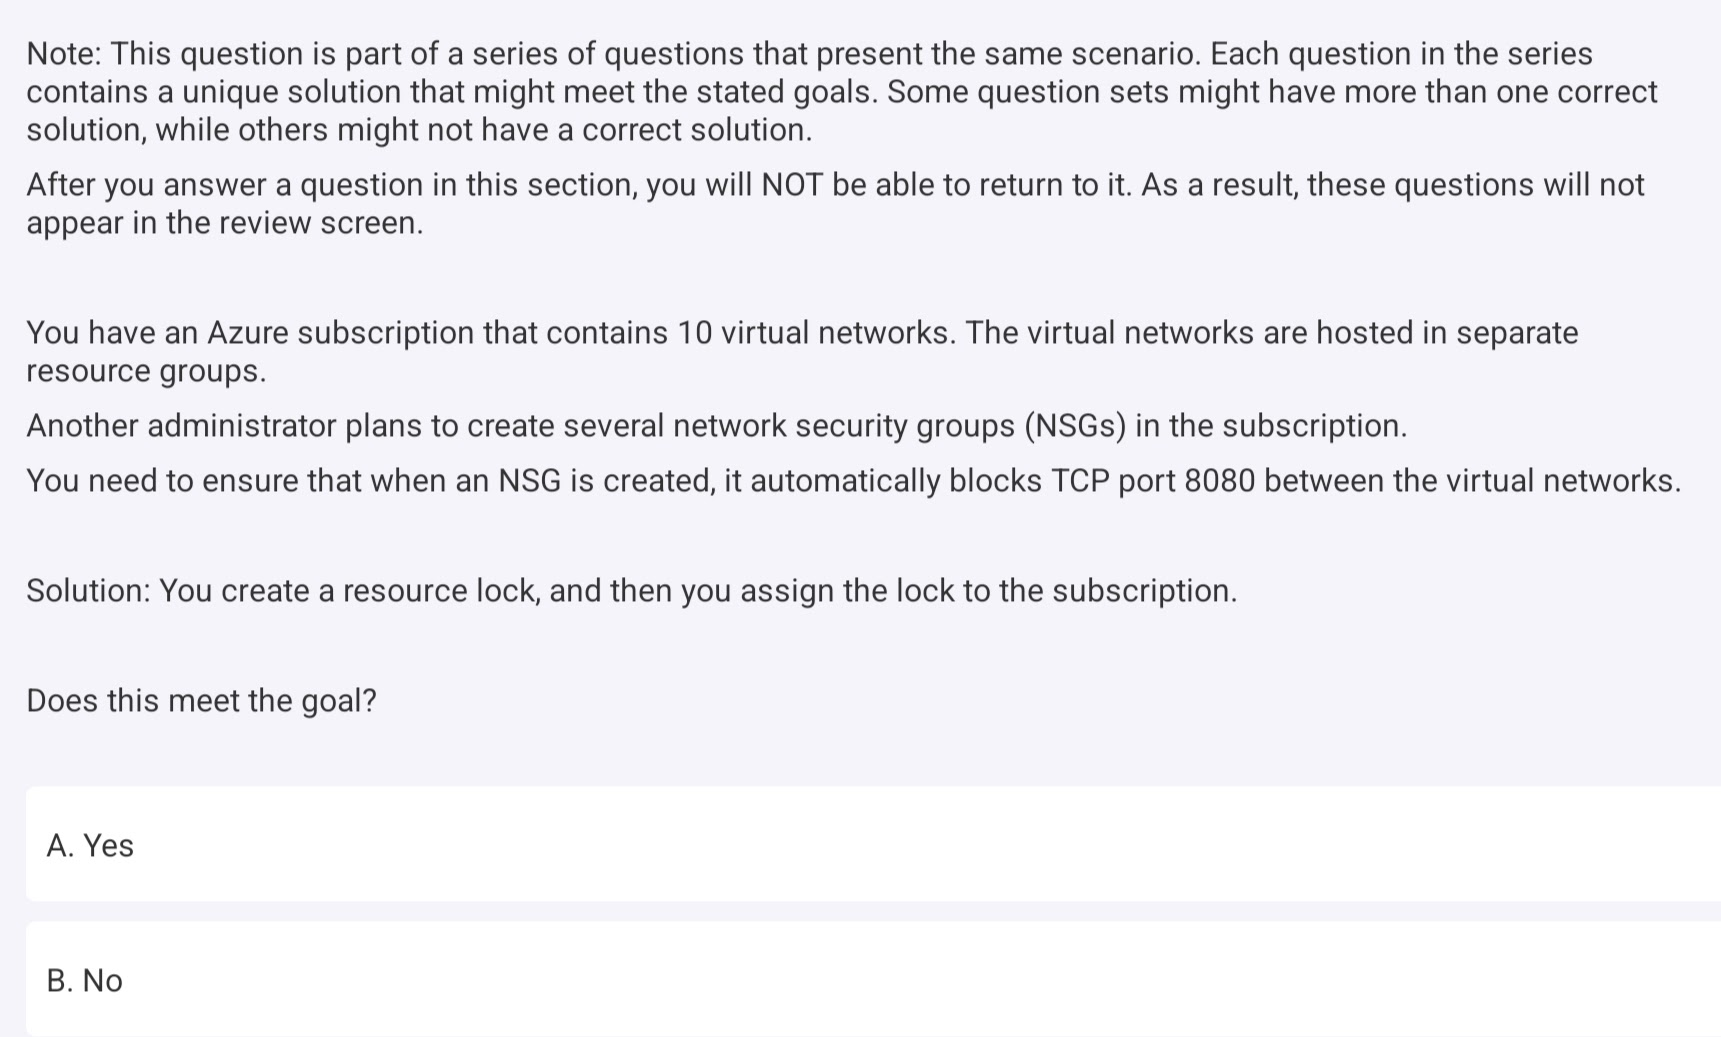 Note: This question is part of a series of questions that present the same scenario. Each question in the series
contains a unique solution that might meet the stated goals. Some question sets might have more than one correct
solution, while others might not have a correct solution.
After you answer a question in this section, you will NOT be able to return to it. As a result, these questions will not
appear in the review screen.
You have an Azure subscription that contains 10 virtual networks. The virtual networks are hosted in separate
resource groups.
Another administrator plans to create several network security groups (NSGs) in the subscription.
You need to ensure that when an NSG is created, it automatically blocks TCP port 8080 between the virtual networks.
Solution: You create a resource lock, and then you assign the lock to the subscription.
Does this meet the goal?
A. Yes
B. No